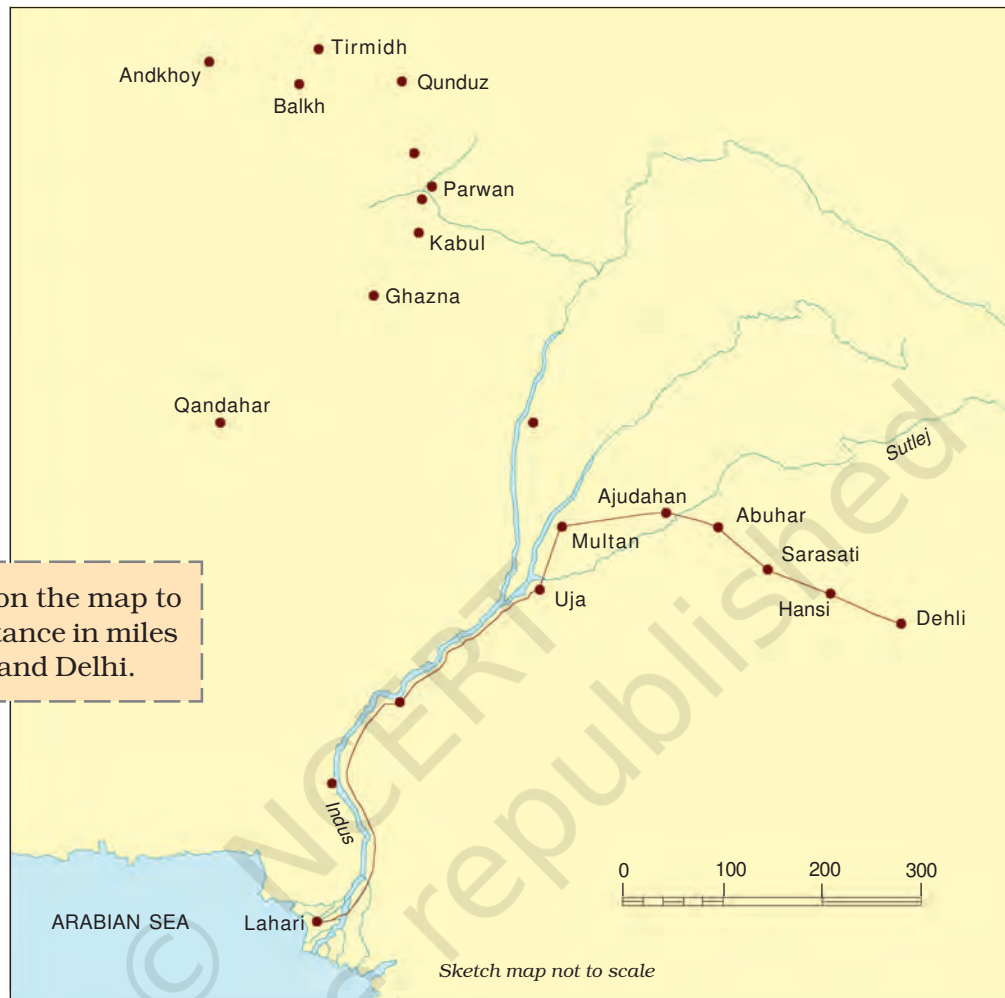 Tirmidh
Andkhoy
Qunduz
Balkh
Parwan
Kabul
Ghazna
Qandahar
Sutlej
Ajudahan
Abuhar
Multan
Sarasati
on the map to
tance in miles
and Delhi.
Uja
Hansi
Dehli
Indus
0 100 200 300
ARABIAN SEA
Lahari
Sketch map not to scale
© NCERT
republished